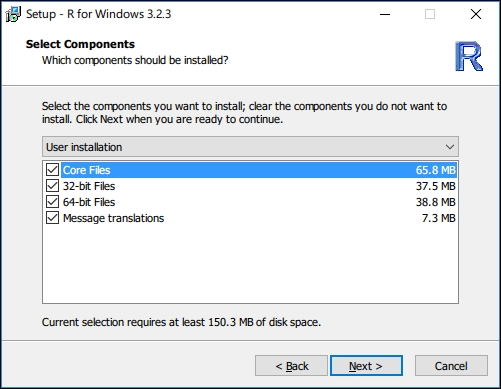 Setup - R for Windows 3.2.3
Select Components
Which components should be installed?
R
Select the components you want to install; clear the components you do not want to
install. Click Next when you are ready to continue.
User installation
Core Files 65.8 MB
32-bit Files 37.5 MB
64-bit Files 38.8 MB
Message translations 7.3 MB
Current selection requires at least 150.3 MB of disk space.
< Back Next > Cancel